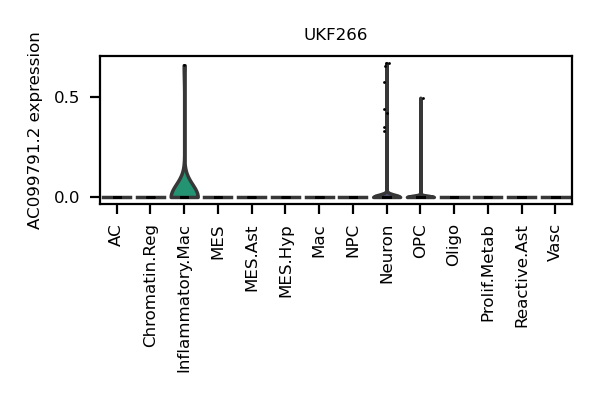 UKF266
AC099791.2 expression
0.5
0.0
AC
Chromatin.Reg
Inflammatory.Mac
MES
MES.Ast
MES.Hyp
Mac
NPC
Neuron
OPC
Oligo
Prolif.Metab
Reactive.Ast
Vasc